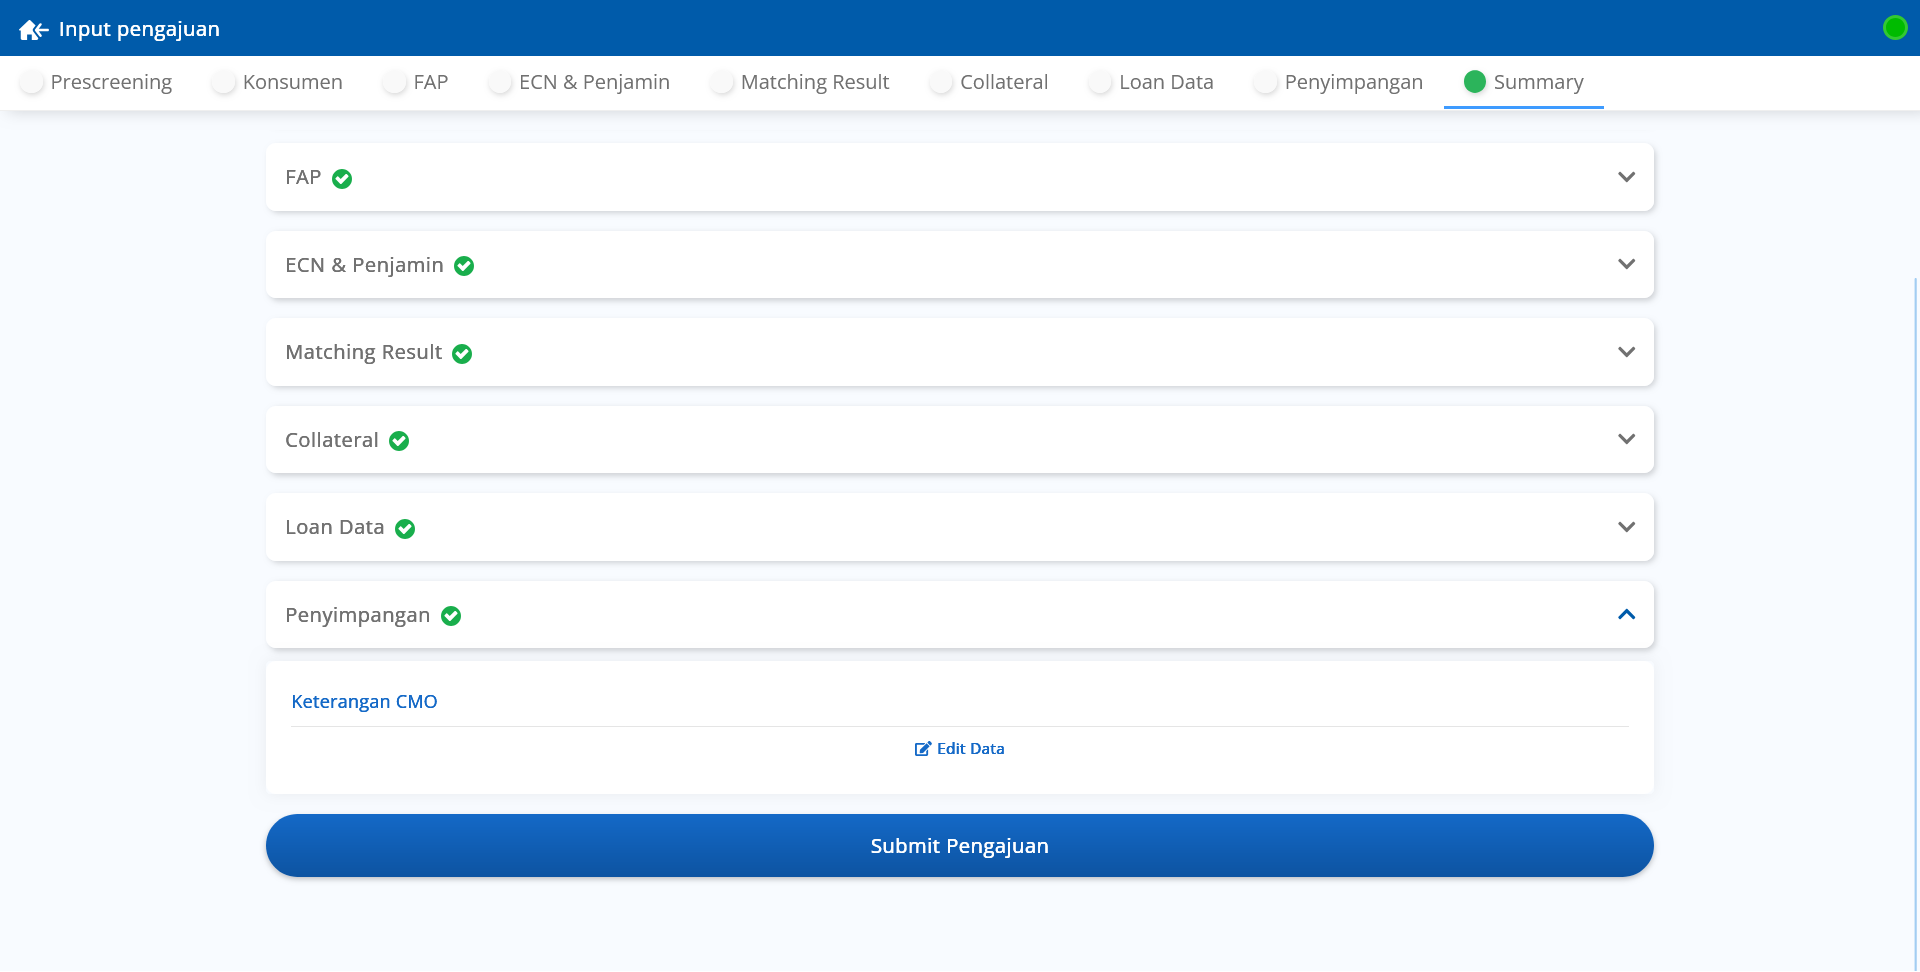 Input pengajuan
Prescreening Konsumen FAP ECN & Penjamin Matching Result Collateral Loan Data Penyimpangan Summary
FAP
ECN & Penjamin
Matching Result
Collateral
Loan Data
Penyimpangan
Keterangan CMO
Edit Data
Submit Pengajuan